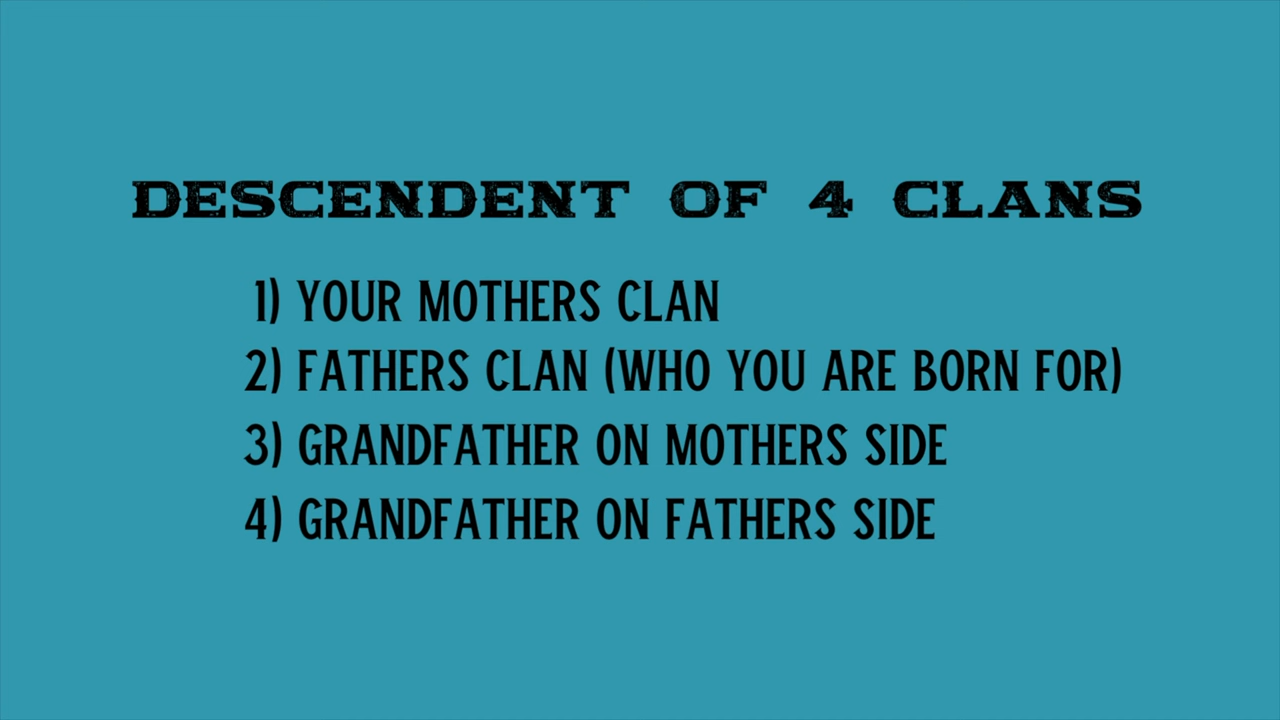 DESCENDENT OF 4 CLANS
1) YOUR MOTHERS CLAN
2) FATHERS CLAN (WHO YOU ARE BORN FOR)
3) GRANDFATHER ON MOTHERS SIDE
4) GRANDFATHER ON FATHERS SIDE